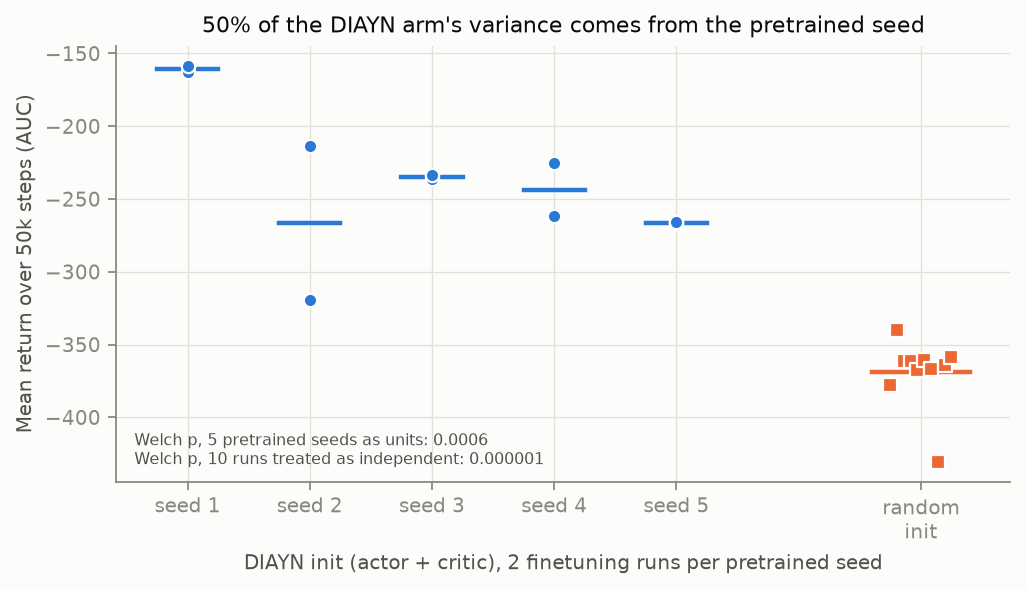 50% of the DIAYN arm's variance comes from the pretrained seed
Mean return over 50k steps (AUC)
−150
−200
−250
−300
−350
−400
Welch p, 5 pretrained seeds as units: 0.0006
Welch p, 10 runs treated as independent: 0.000001
seed 1
seed 2
seed 3
seed 4
seed 5
random
init
DIAYN init (actor + critic), 2 finetuning runs per pretrained seed